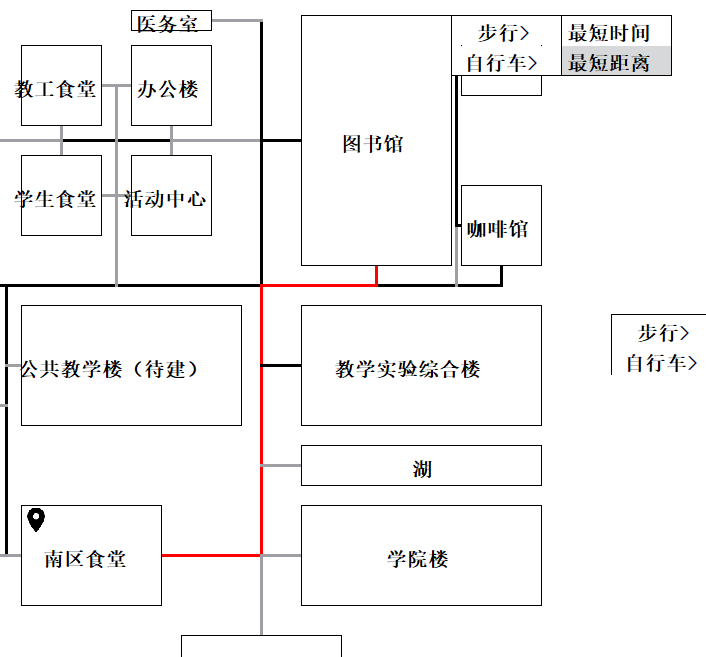 医务室
步行>
最短时间
自行车>
最短距离
教工食堂
办公楼
图书馆
学生食堂
活动中心
咖啡馆
步行>
自行车>
公共教学楼（待建）
教学实验综合楼
湖
南区食堂
学院楼